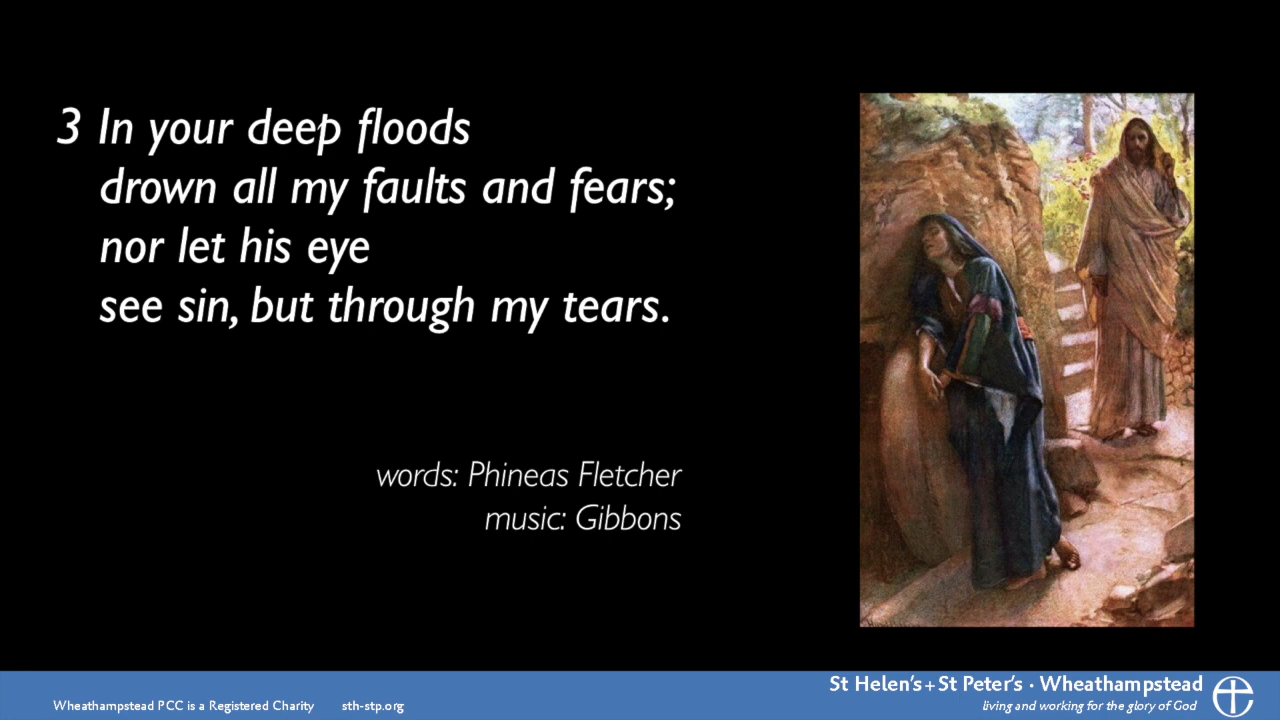 3 In your deep floods
drown all my faults and fears;
nor let his eye
see sin, but through my tears.
words: Phineas Fletcher
music: Gibbons
St Helen's + St Peter's · Wheathampstead
living and working for the glory of God
Wheathampstead PCC is a Registered Charity sth-stp.org